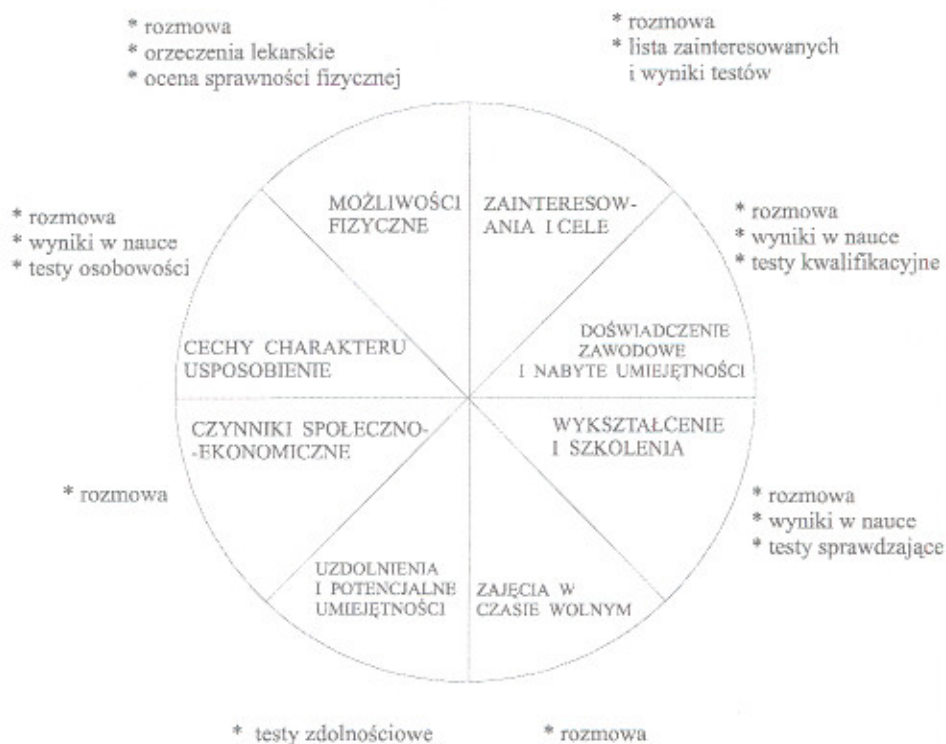 * rozmowa
* orzeczenia lekarskie
* ocena sprawności fizycznej
* rozmowa
* lista zainteresowanych
i wyniki testów
MOŻLIWOŚCI
FIZYCZNE
ZAINTERESOW-
ANIA I CELE
* rozmowa
* wyniki w nauce
* testy osobowości
* rozmowa
* wyniki w nauce
* testy kwalifikacyjne
CECHY CHARAKTERU
USPOSOBIENIE
DOŚWIADCZENIE
ZAWODOWE
I NABYTE UMIEJĘTNOŚCI
CZYNNIKI SPOŁECZNO-
-EKONOMICZNE
WYKSZTAŁCENIE
I SZKOLENIA
* rozmowa
* rozmowa
* wyniki w nauce
* testy sprawdzające
UZDOLNIENIA
I POTENCJALNE
UMIEJĘTNOŚCI
ZAJĘCIA W
CZASIE WOLNYM
* testy zdolnościowe
* rozmowa